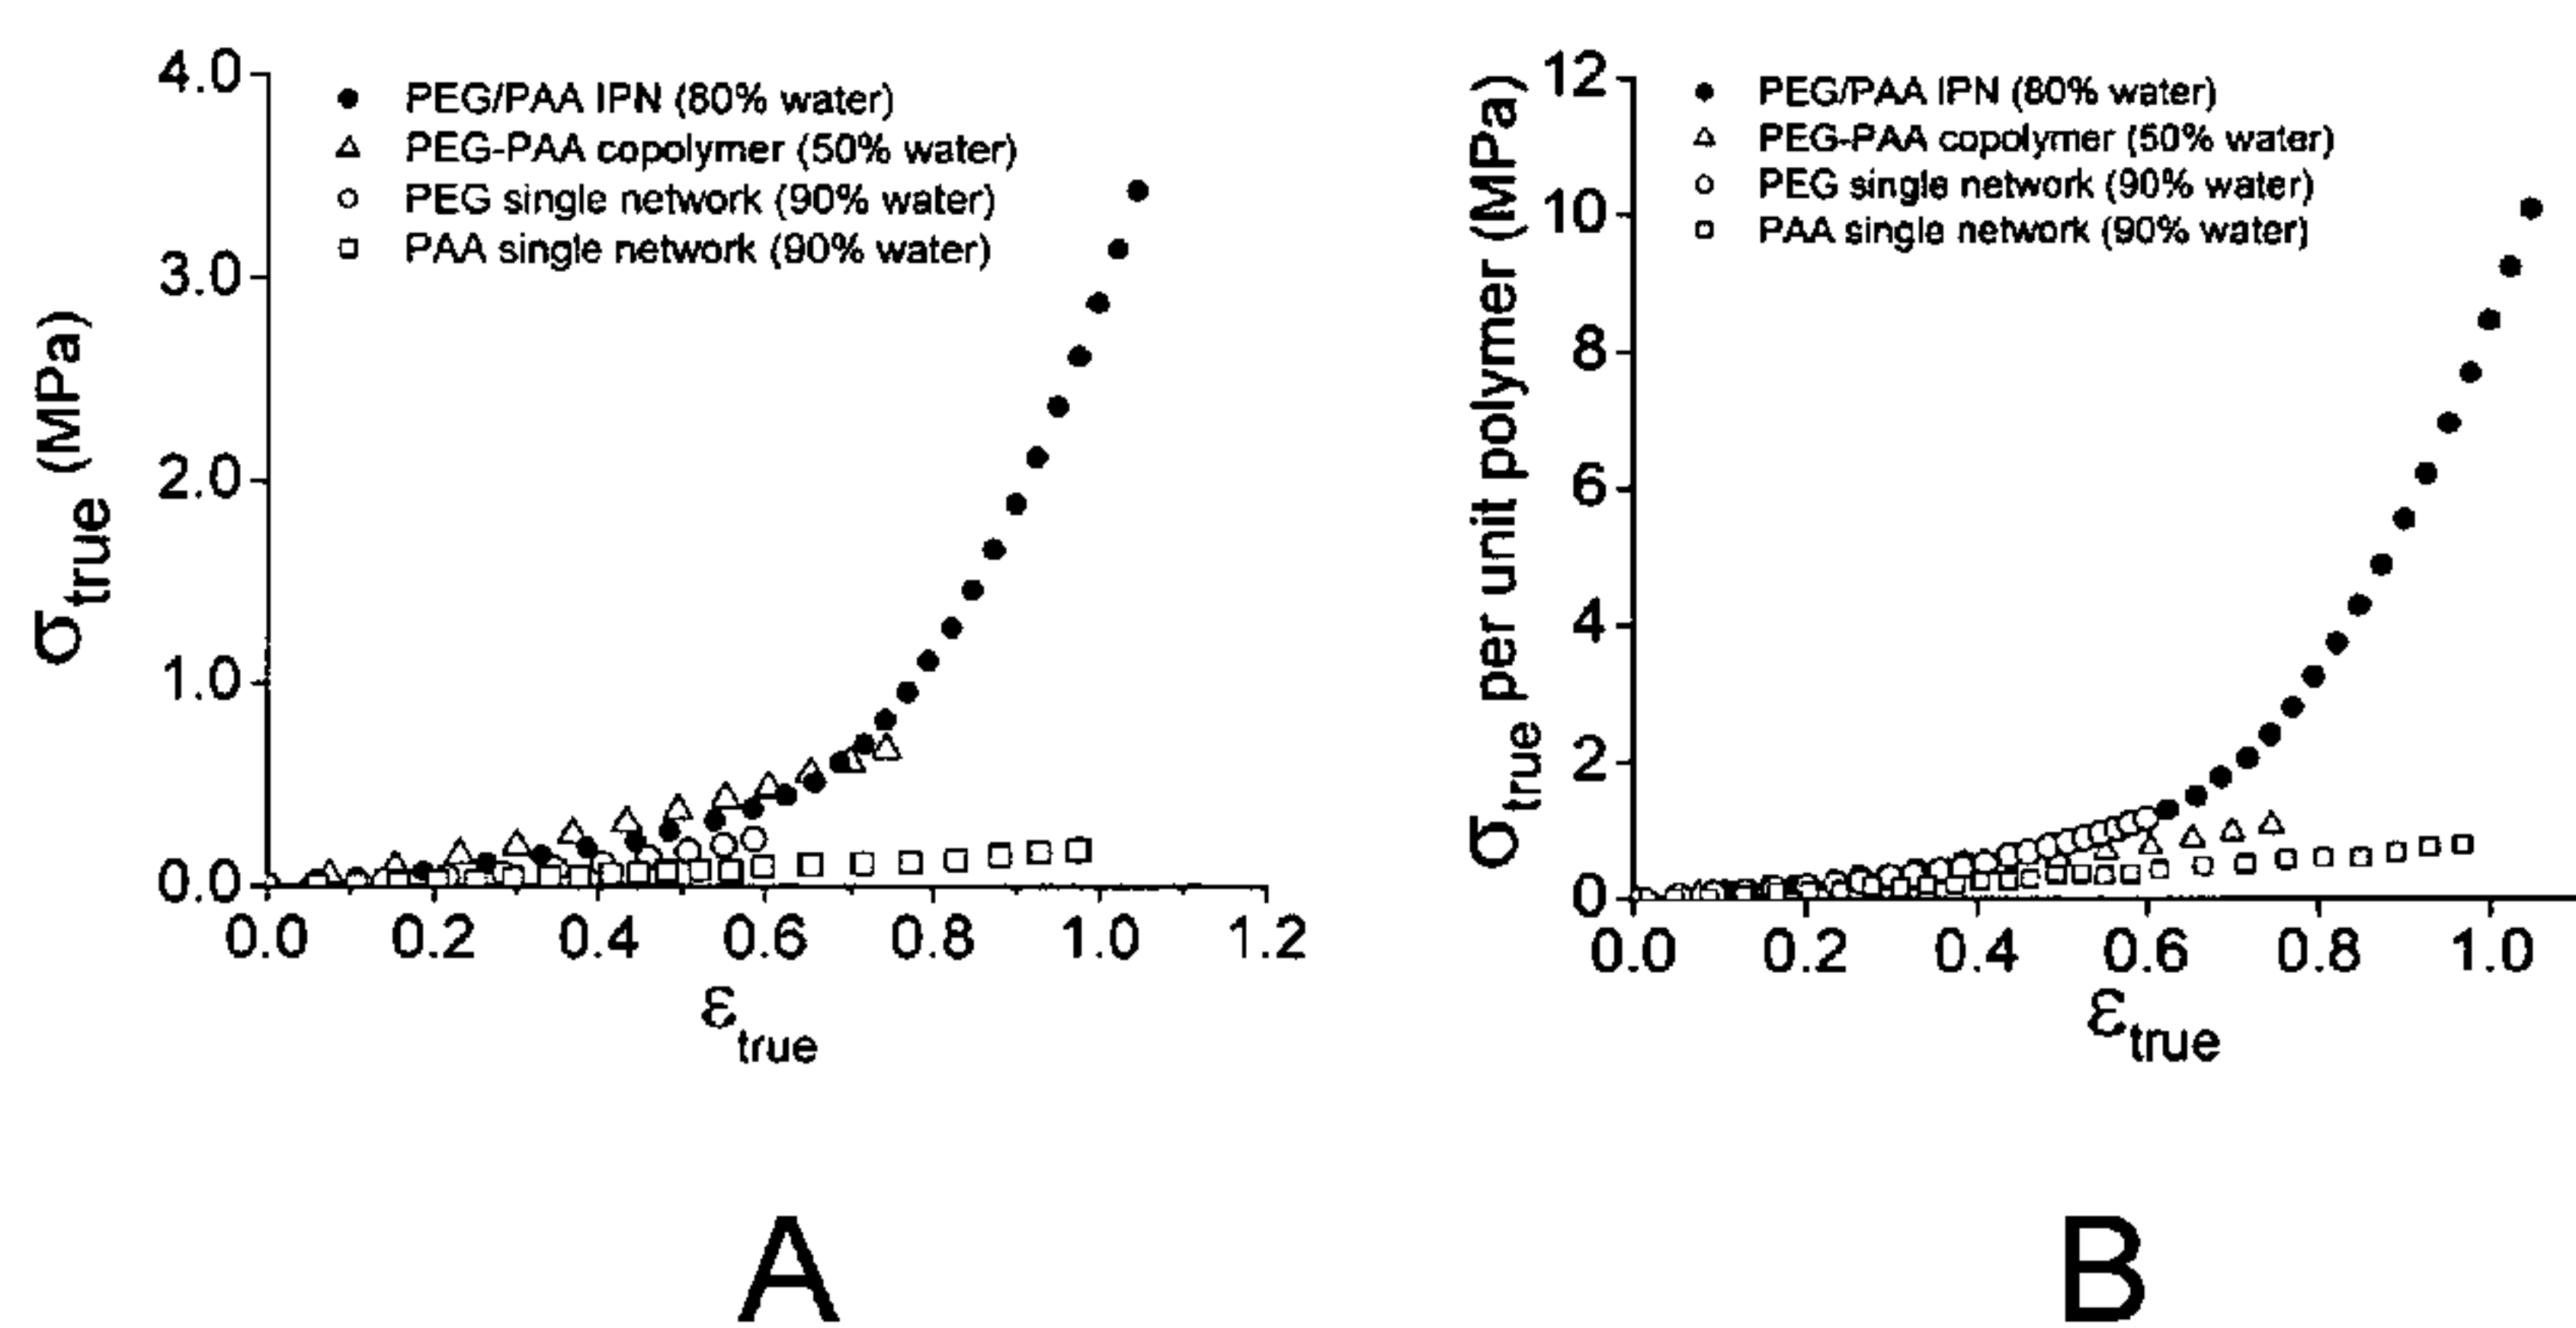 4.0
3.0
2.0
1.0
0.0
σtrue (MPa)
PEG/PAA IPN (80% water)
PEG-PAA copolymer (50% water)
PEG single network (90% water)
PAA single network (90% water)
0.0 0.2 0.4 0.6 0.8 1.0 1.2
εtrue
A
12
10
8
6
4
2
0
σtrue per unit polymer (MPa)
PEG/PAA IPN (80% water)
PEG-PAA copolymer (50% water)
PEG single network (90% water)
PAA single network (90% water)
0.0 0.2 0.4 0.6 0.8 1.0
εtrue
B